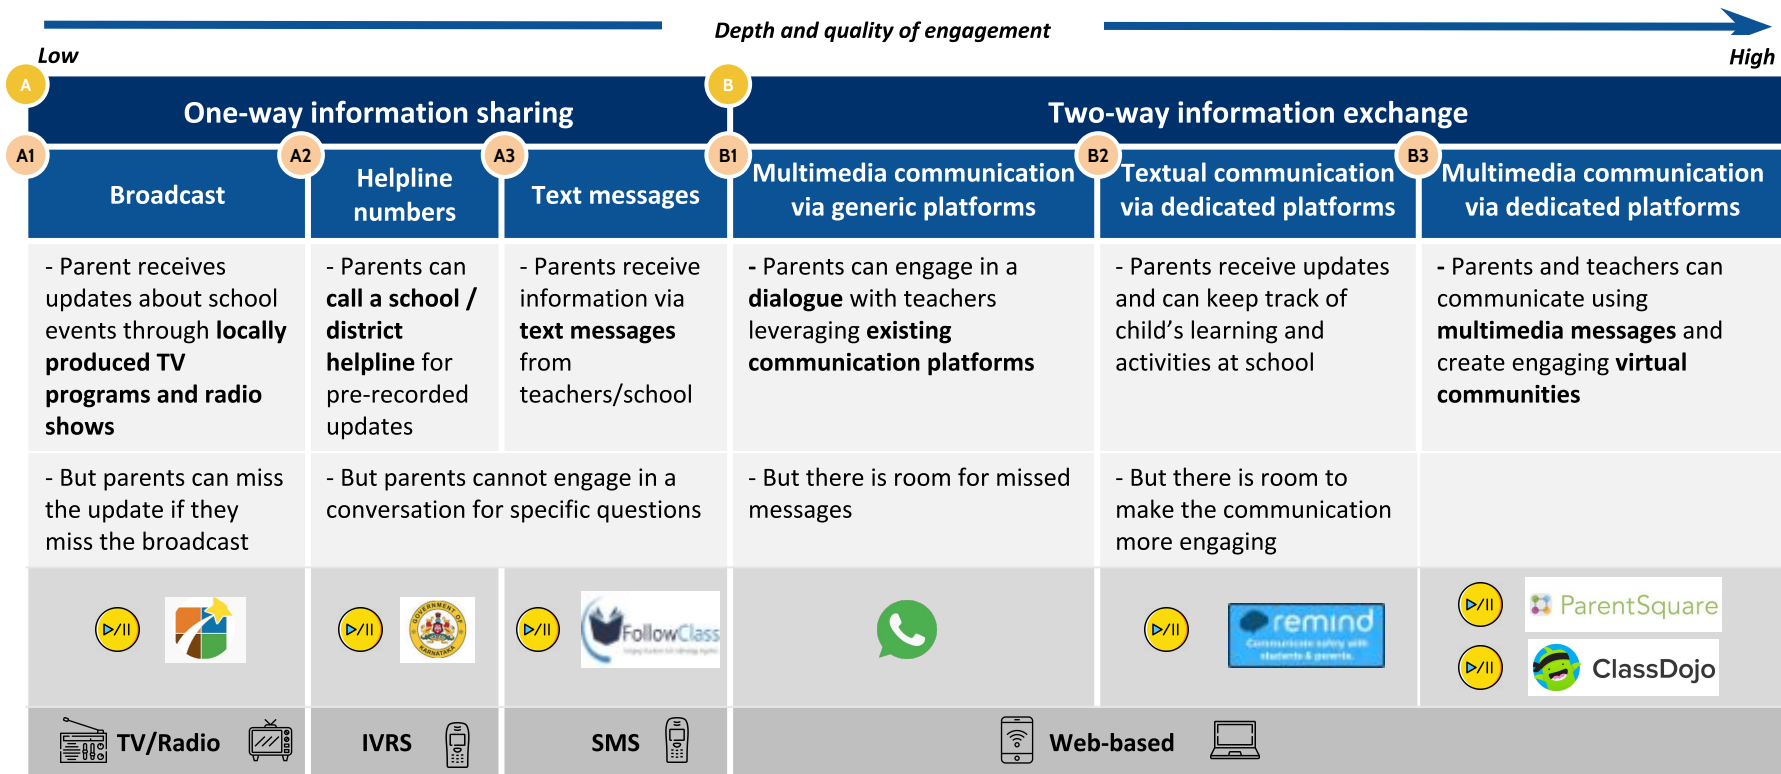 Depth and quality of engagement
Low
High
A
B
One-way information sharing
Two-way information exchange
A1
A2
A3
B1
B2
B3
Broadcast
Helpline
numbers
Text messages
Multimedia communication
via generic platforms
Textual communication
via dedicated platforms
Multimedia communication
via dedicated platforms
- Parent receives
updates about school
events through locally
produced TV
programs and radio
shows
- Parents can
call a school /
district
helpline for
pre-recorded
updates
- Parents receive
information via
text messages
from
teachers/school
- Parents can engage in a
dialogue with teachers
leveraging existing
communication platforms
- Parents receive updates
and can keep track of
child's learning and
activities at school
- Parents and teachers can
communicate using
multimedia messages and
create engaging virtual
communities
- But parents can miss
the update if they
miss the broadcast
- But parents cannot engage in a
conversation for specific questions
- But there is room for missed
messages
- But there is room to
make the communication
more engaging
GOVERNMENT OF
KARNATAKA
FollowClass
remind
Communicate safely with
students & parents.
ParentSquare
ClassDojo
TV/Radio
IVRS
SMS
Web-based